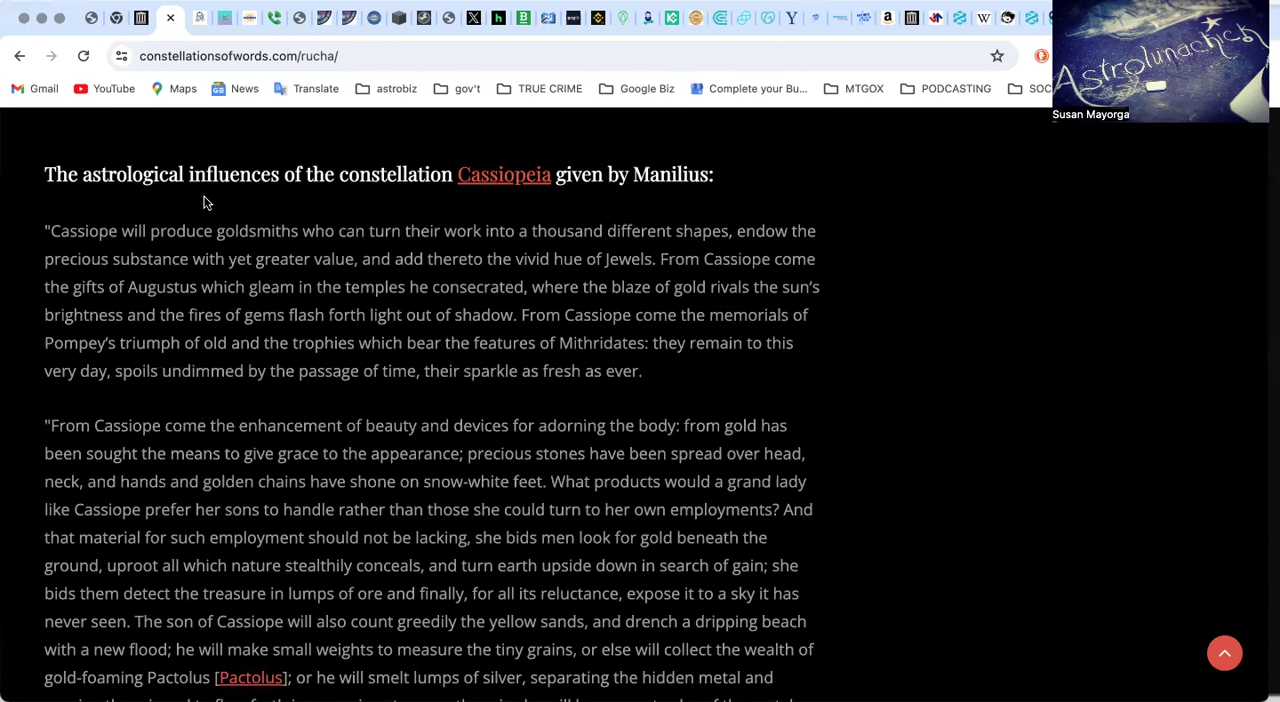 constellationsofwords.com/rucha/
Gmail
YouTube
Maps
News
Translate
astrobiz
gov't
TRUE CRIME
Google Biz
Complete your Bu...
MTGOX
PODCASTING
SOC
Astrolunachick
Susan Mayorga
The astrological influences of the constellation Cassiopeia given by Manilius:
"Cassiope will produce goldsmiths who can turn their work into a thousand different shapes, endow the
precious substance with yet greater value, and add thereto the vivid hue of Jewels. From Cassiope come
the gifts of Augustus which gleam in the temples he consecrated, where the blaze of gold rivals the sun's
brightness and the fires of gems flash forth light out of shadow. From Cassiope come the memorials of
Pompey's triumph of old and the trophies which bear the features of Mithridates: they remain to this
very day, spoils undimmed by the passage of time, their sparkle as fresh as ever.
"From Cassiope come the enhancement of beauty and devices for adorning the body: from gold has
been sought the means to give grace to the appearance; precious stones have been spread over head,
neck, and hands and golden chains have shone on snow-white feet. What products would a grand lady
like Cassiope prefer her sons to handle rather than those she could turn to her own employments? And
that material for such employment should not be lacking, she bids men look for gold beneath the
ground, uproot all which nature stealthily conceals, and turn earth upside down in search of gain; she
bids them detect the treasure in lumps of ore and finally, for all its reluctance, expose it to a sky it has
never seen. The son of Cassiope will also count greedily the yellow sands, and drench a dripping beach
with a new flood; he will make small weights to measure the tiny grains, or else will collect the wealth of
gold-foaming Pactolus [Pactolus]; or he will smelt lumps of silver, separating the hidden metal and